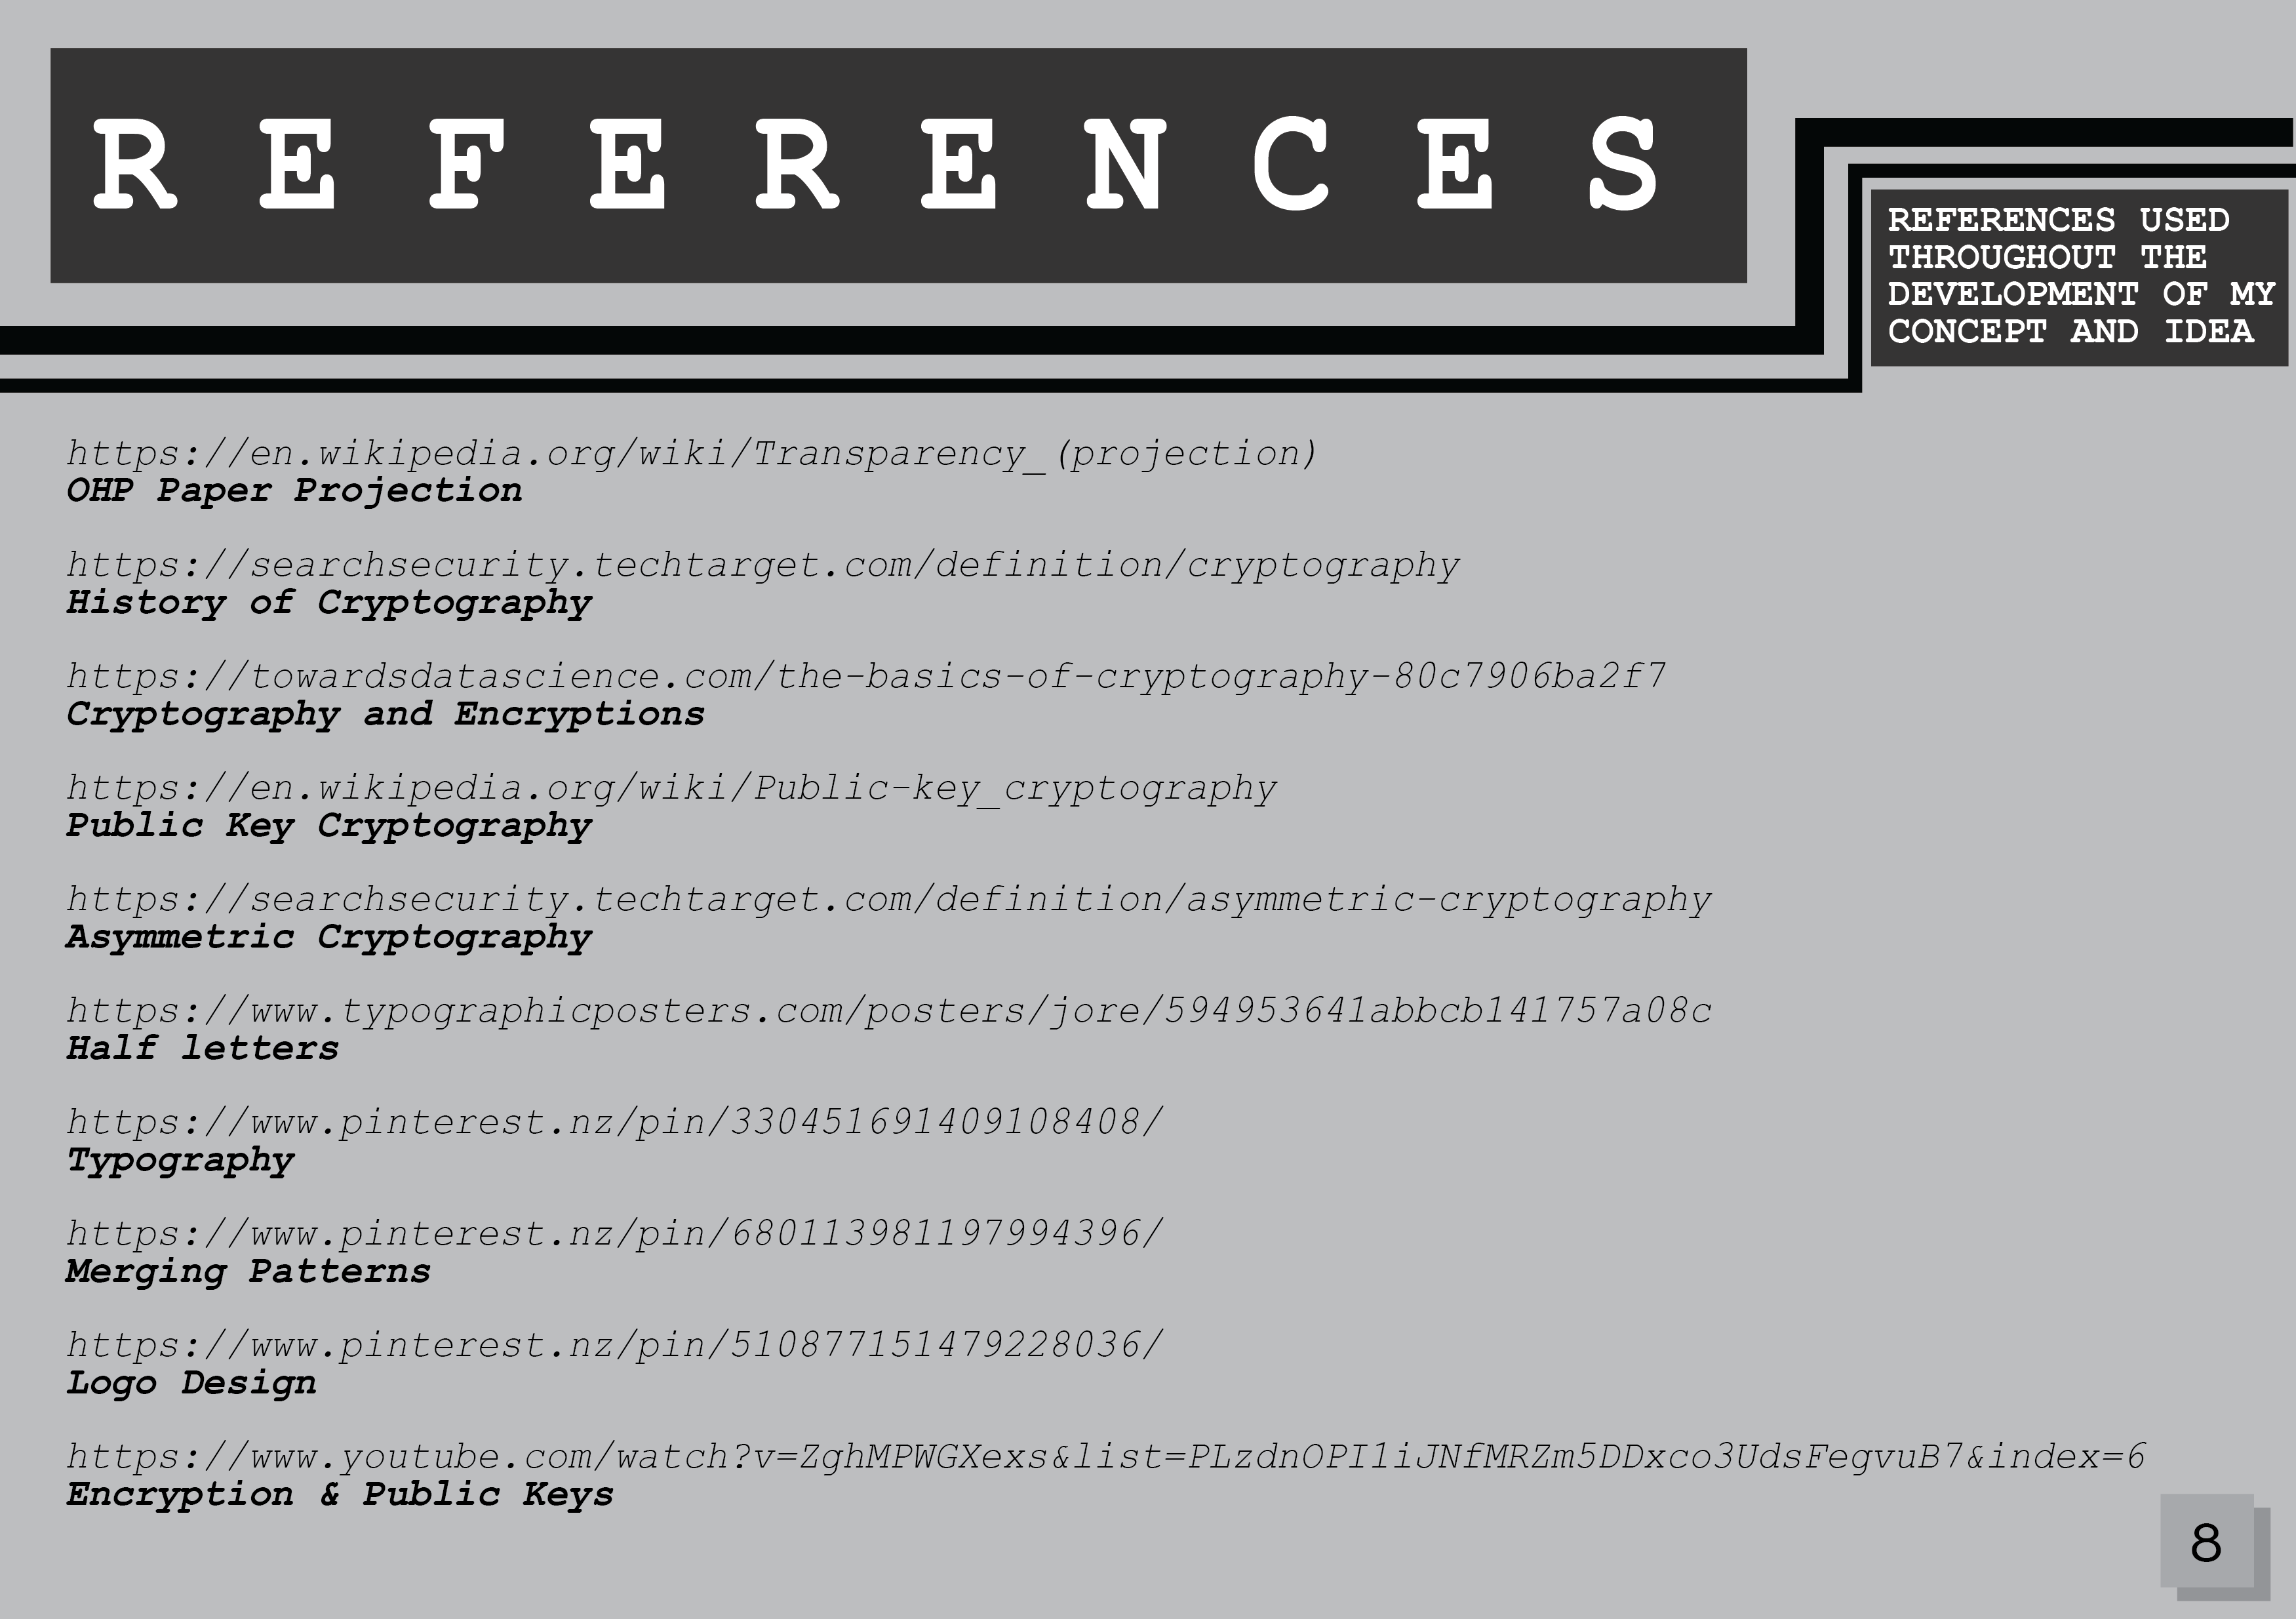 R E F E R E N C E S
REFERENCES USED
THROUGHOUT THE
DEVELOPMENT OF MY
CONCEPT AND IDEA
https://en.wikipedia.org/wiki/Transparency_(projection)
OHP Paper Projection
https://searchsecurity.techtarget.com/definition/cryptography
History of Cryptography
https://towardsdatascience.com/the-basics-of-cryptography-80c7906ba2f7
Cryptography and Encryptions
https://en.wikipedia.org/wiki/Public-key_cryptography
Public Key Cryptography
https://searchsecurity.techtarget.com/definition/asymmetric-cryptography
Asymmetric Cryptography
https://www.typographicposters.com/posters/jore/594953641abbcb141757a08c
Half letters
https://www.pinterest.nz/pin/330451691409108408/
Typography
https://www.pinterest.nz/pin/680113981197994396/
Merging Patterns
https://www.pinterest.nz/pin/510877151479228036/
Logo Design
https://www.youtube.com/watch?v=ZghMPWGXexs&list=PLzdnOPI1iJNfMRZm5DDxco3UdsFegvuB7&index=6
Encryption & Public Keys
8